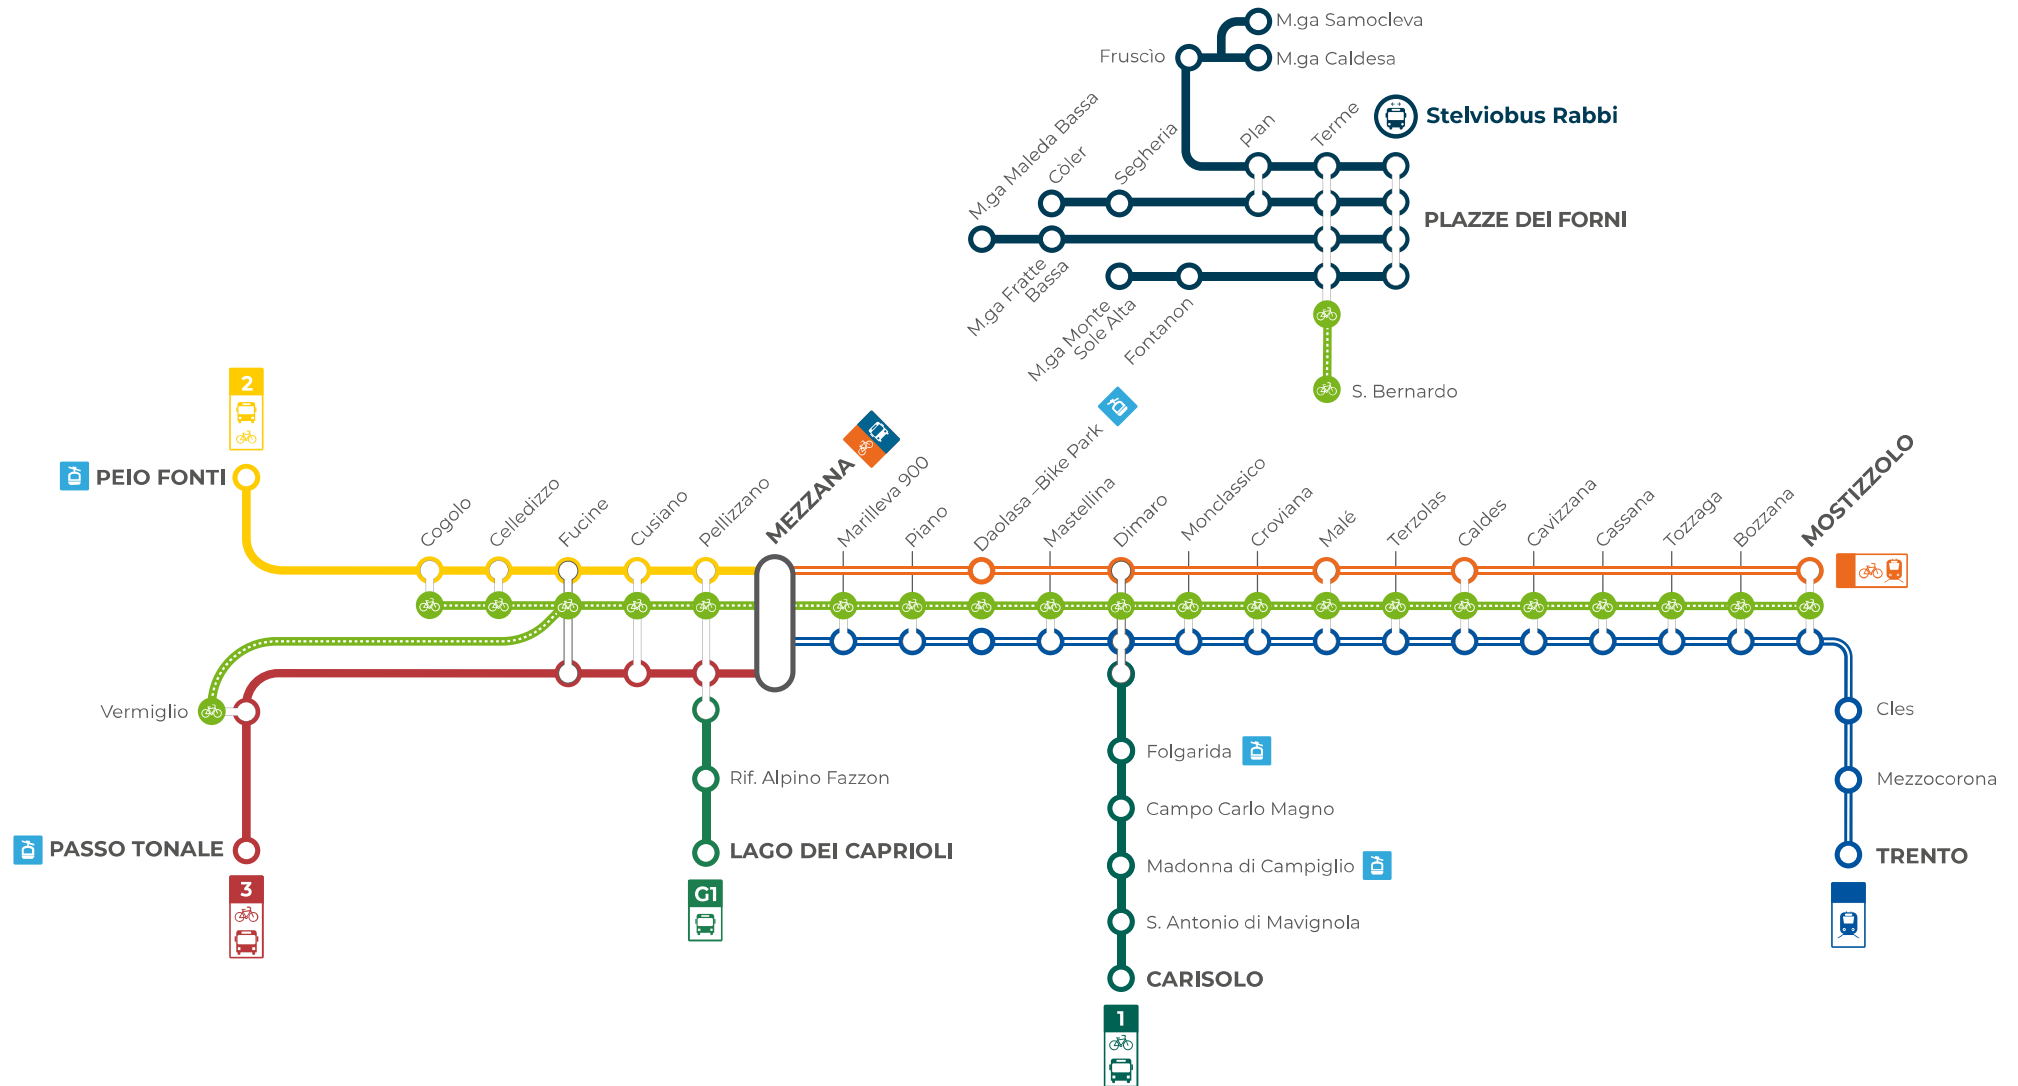 M.ga Samocleva
Fruscìo
M.ga Caldesa
Stelviobus Rabbi
M.ga Maleda Bassa
Còler
Segheria
Plan
Terme
PLAZZE DEI FORNI
M.ga Fratte
Bassa
M.ga Monte
Sole Alta
Fontanon
S. Bernardo
2
PEIO FONTI
Cogolo
Celledizzo
Fucine
Cusiano
Pellizzano
MEZZANA
Marilleva 900
Piano
Daolasa –Bike Park
Mastellina
Dimaro
Monclassico
Croviana
Malé
Terzolas
Caldes
Cavizzana
Cassana
Tozzaga
Bozzana
MOSTIZZOLO
Vermiglio
Cles
Folgarida
Rif. Alpino Fazzon
Mezzocorona
Campo Carlo Magno
PASSO TONALE
LAGO DEI CAPRIOLI
Madonna di Campiglio
TRENTO
3
G1
S. Antonio di Mavignola
CARISOLO
1